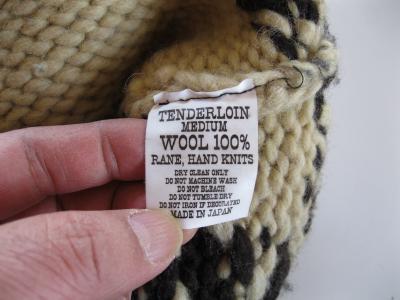 TENDERLOIN
MEDIUM
WOOL 100%
RANE, HAND KNITS
DRY CLEAN ONLY
DO NOT MACHINE WASH
DO NOT BLEACH
DO NOT TUMBLE DRY
DO NOT IRON IF DECORATED
MADE IN JAPAN